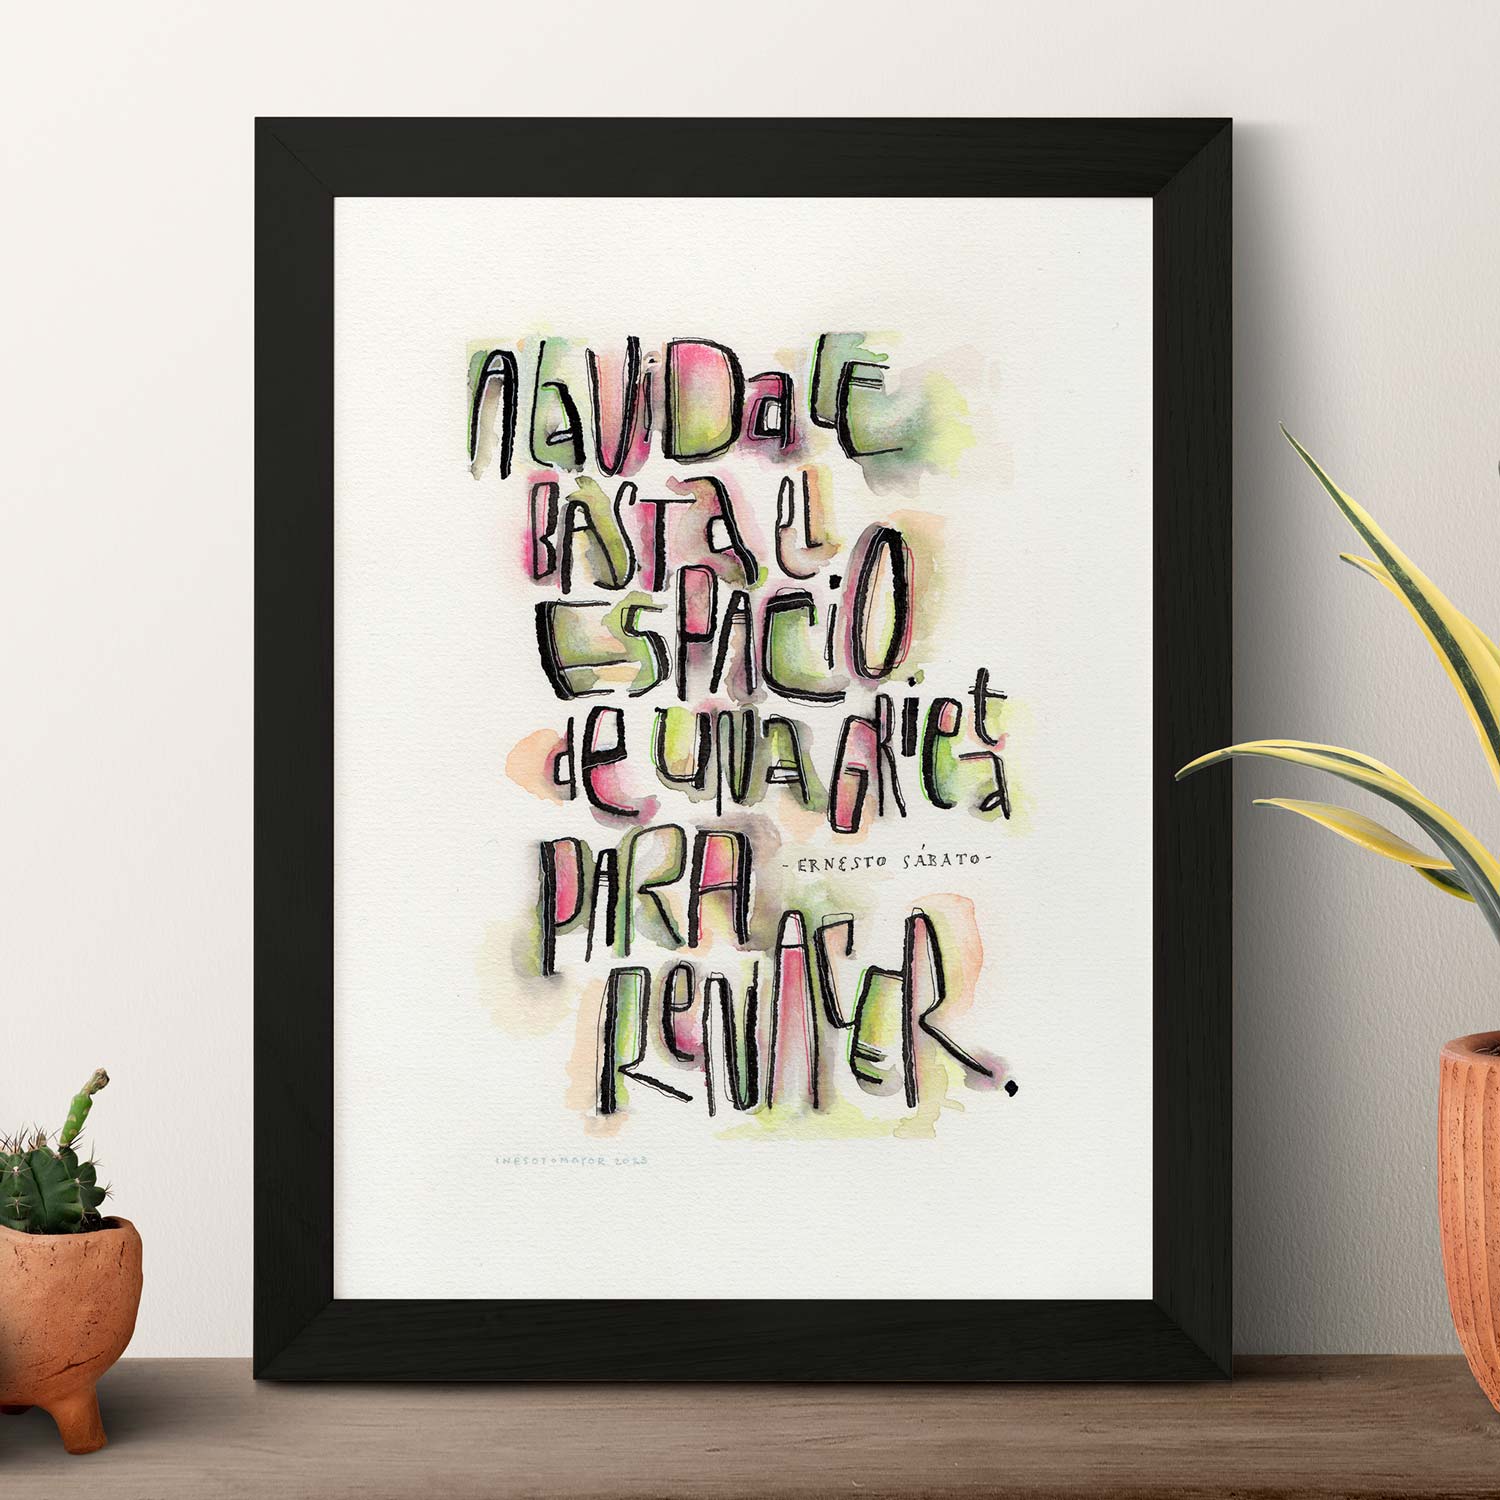 A la vida le
BASTA el
ESPACIO
de una GRIETA
PARA
- ERNESTO SÁBATO -
RENACER.
INESOTOMAYOR 2023